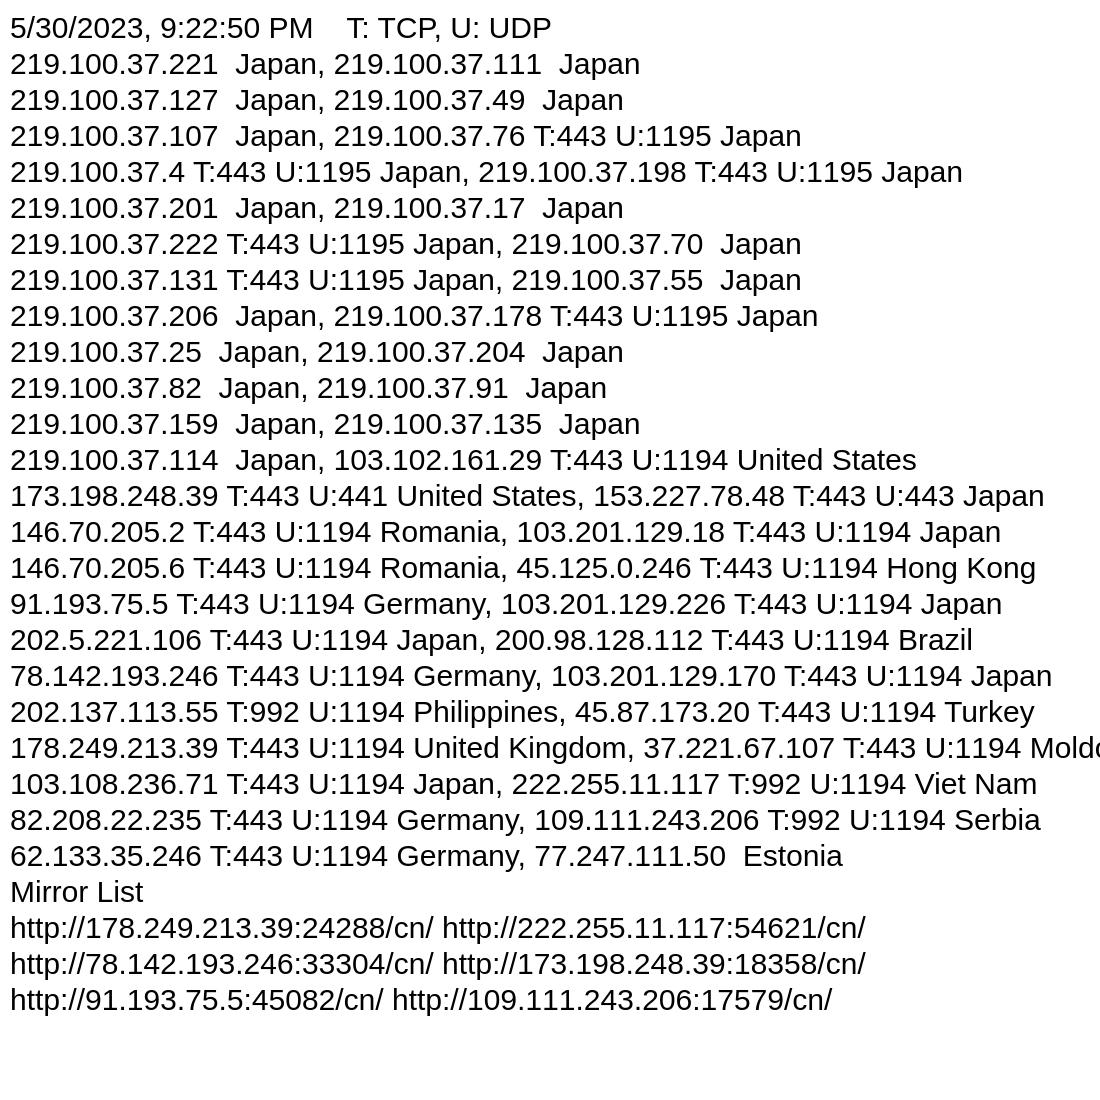 5/30/2023, 9:22:50 PM    T: TCP, U: UDP
219.100.37.221  Japan, 219.100.37.111  Japan
219.100.37.127  Japan, 219.100.37.49  Japan
219.100.37.107  Japan, 219.100.37.76 T:443 U:1195 Japan
219.100.37.4 T:443 U:1195 Japan, 219.100.37.198 T:443 U:1195 Japan
219.100.37.201  Japan, 219.100.37.17  Japan
219.100.37.222 T:443 U:1195 Japan, 219.100.37.70  Japan
219.100.37.131 T:443 U:1195 Japan, 219.100.37.55  Japan
219.100.37.206  Japan, 219.100.37.178 T:443 U:1195 Japan
219.100.37.25  Japan, 219.100.37.204  Japan
219.100.37.82  Japan, 219.100.37.91  Japan
219.100.37.159  Japan, 219.100.37.135  Japan
219.100.37.114  Japan, 103.102.161.29 T:443 U:1194 United States
173.198.248.39 T:443 U:441 United States, 153.227.78.48 T:443 U:443 Japan
146.70.205.2 T:443 U:1194 Romania, 103.201.129.18 T:443 U:1194 Japan
146.70.205.6 T:443 U:1194 Romania, 45.125.0.246 T:443 U:1194 Hong Kong
91.193.75.5 T:443 U:1194 Germany, 103.201.129.226 T:443 U:1194 Japan
202.5.221.106 T:443 U:1194 Japan, 200.98.128.112 T:443 U:1194 Brazil
78.142.193.246 T:443 U:1194 Germany, 103.201.129.170 T:443 U:1194 Japan
202.137.113.55 T:992 U:1194 Philippines, 45.87.173.20 T:443 U:1194 Turkey
178.249.213.39 T:443 U:1194 United Kingdom, 37.221.67.107 T:443 U:1194
103.108.236.71 T:443 U:1194 Japan, 222.255.11.117 T:992 U:1194 Viet Nam
82.208.22.235 T:443 U:1194 Germany, 109.111.243.206 T:992 U:1194 Serbia
62.133.35.246 T:443 U:1194 Germany, 77.247.111.50  Estonia
Mirror List
http://178.249.213.39:24288/cn/ http://222.255.11.117:54621/cn/
http://78.142.193.246:33304/cn/ http://173.198.248.39:18358/cn/
http://91.193.75.5:45082/cn/ http://109.111.243.206:17579/cn/